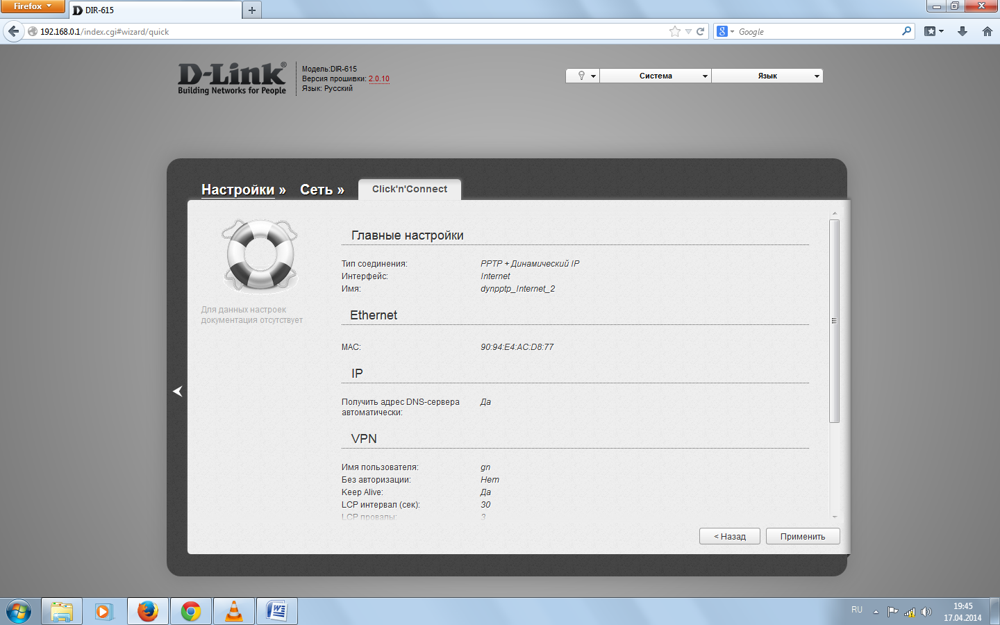 Firefox
DIR-615
192.168.0.1/index.cgi#wizard/quick
Google
D-Link®
Building Networks for People
Модель:DIR-615
Версия прошивки: 2.0.10
Язык: Русский
Система
Язык
Настройки » Сеть » Click'n'Connect
Для данных настроек
документация отсутствует
Главные настройки
Тип соединения: PPTP + Динамический IP
Интерфейс: Internet
Имя: dynpptp_Internet_2
Ethernet
MAC: 90:94:E4:AC:D8:77
IP
Получить адрес DNS-сервера
автоматически: Да
VPN
Имя пользователя: gn
Без авторизации: Нет
Keep Alive: Да
LCP интервал (сек): 30
LCP провалы: 3
< Назад
Применить
RU
19:45
17.04.2014